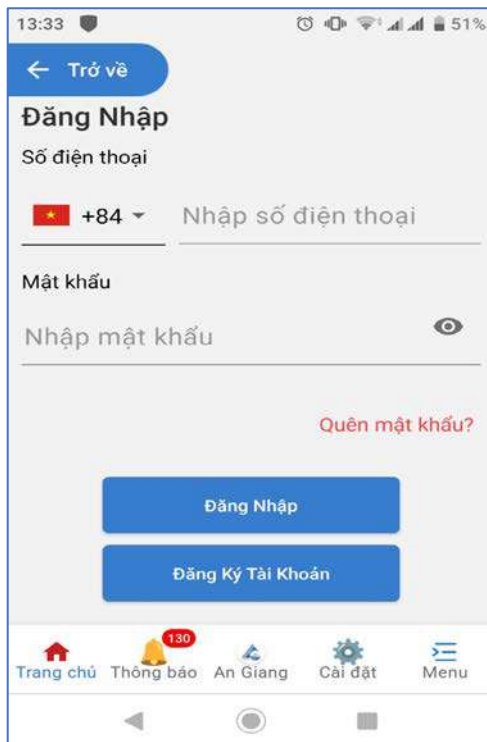 13:33 51%
← Trở về
Đăng Nhập
Số điện thoại
+84 Nhập số điện thoại
Mật khẩu
Nhập mật khẩu
Quên mật khẩu?
Đăng Nhập
Đăng Ký Tài Khoản
130
Trang chủ Thông báo An Giang Cài đặt Menu